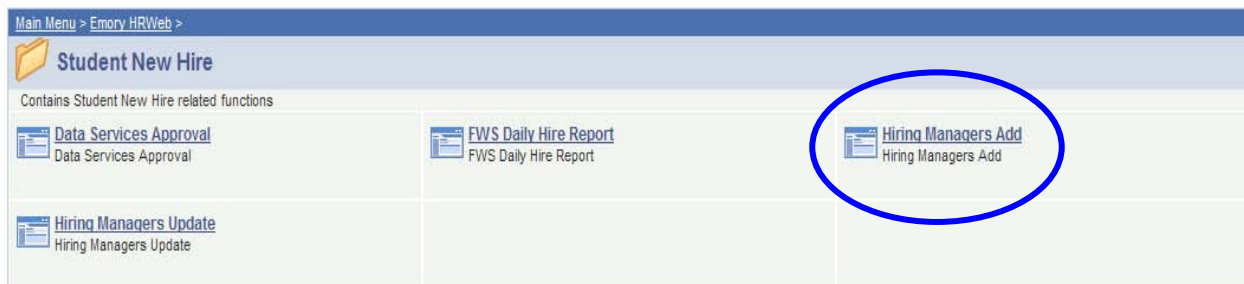 Main Menu > Emory HRWeb >
Student New Hire
Contains Student New Hire related functions
Data Services Approval
Data Services Approval
FWS Daily Hire Report
FWS Daily Hire Report
Hiring Managers Add
Hiring Managers Add
Hiring Managers Update
Hiring Managers Update